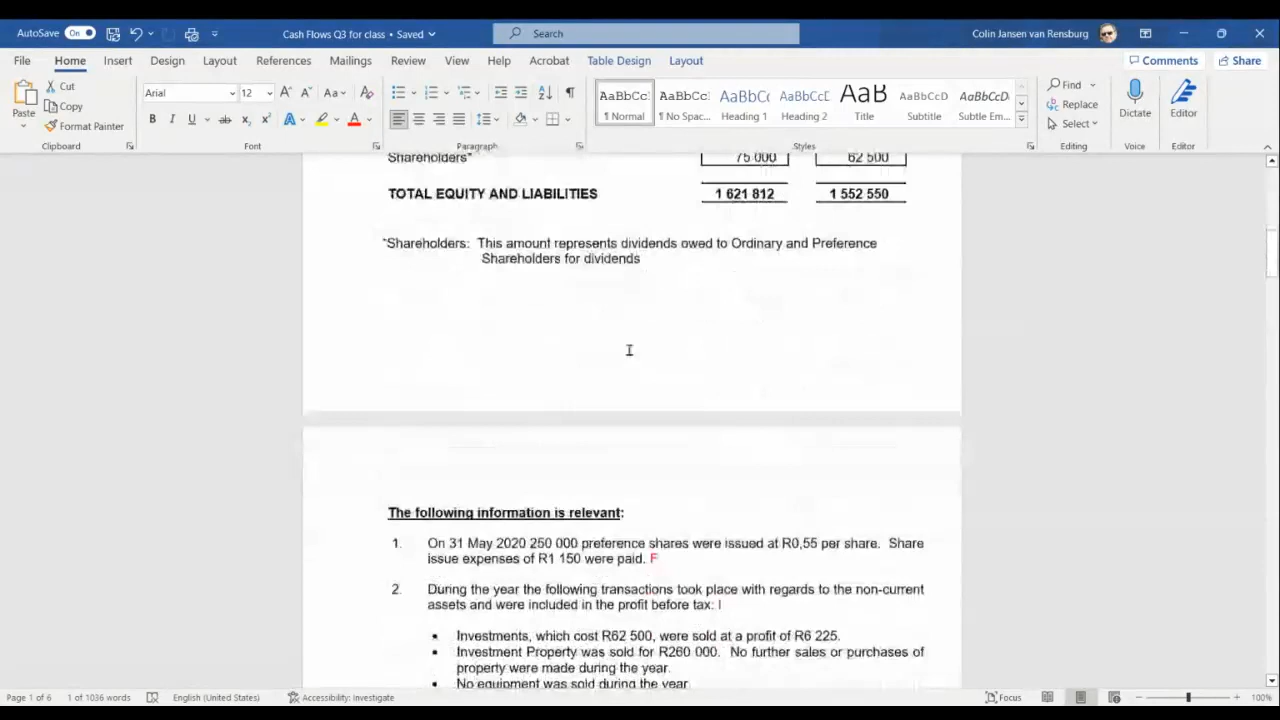 AutoSave On Cash Flows Q3 for class • Saved Search Colin Jansen van Rensburg
File Home Insert Design Layout References Mailings Review View Help Acrobat Table Design Layout Comments Share
Paste Cut Copy Format Painter
Arial 12
AaBbCc AaBbCc AaBbCc AaBbCcD AaB AaBbCcD AaBbCcD
¶ Normal ¶ No Spac... Heading 1 Heading 2 Title Subtitle Subtle Em...
Find Replace Select Dictate Editor
Clipboard Font Paragraph Styles Editing Voice Editor
Shareholders* 75 000 62 500
TOTAL EQUITY AND LIABILITIES 1 621 812 1 552 550
*Shareholders: This amount represents dividends owed to Ordinary and Preference
Shareholders for dividends
The following information is relevant:
1. On 31 May 2020 250 000 preference shares were issued at R0,55 per share. Share
issue expenses of R1 150 were paid. F
2. During the year the following transactions took place with regards to the non-current
assets and were included in the profit before tax: I
• Investments, which cost R62 500, were sold at a profit of R6 225.
• Investment Property was sold for R260 000. No further sales or purchases of
property were made during the year.
• No equipment was sold during the year.
Page 1 of 6 1 of 1036 words English (United States) Accessibility: Investigate Focus 100%